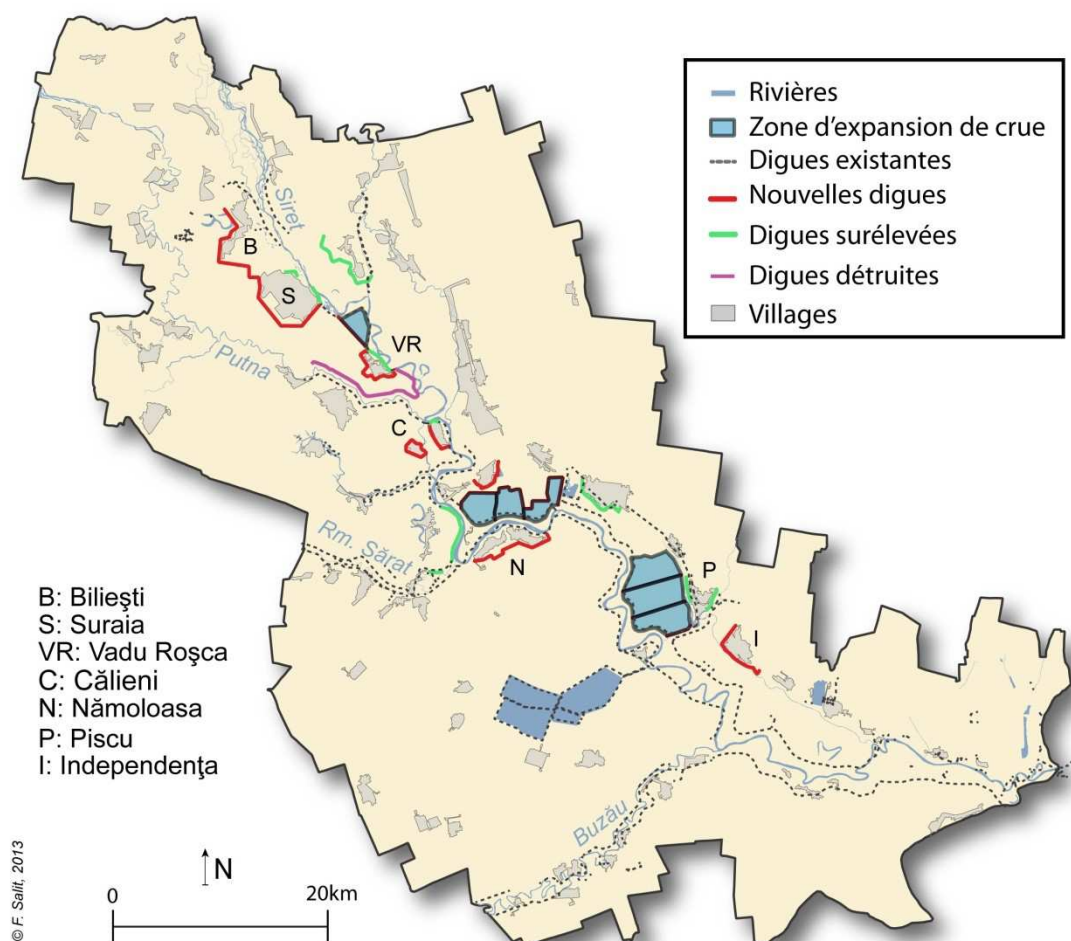 Rivières
Zone d'expansion de crue
Digues existantes
Nouvelles digues
Digues surélevées
Digues détruites
Villages
Siret
B
S
VR
Putna
C
Rm. Sărat
N
P
I
B: Bilieşti
S: Suraia
VR: Vadu Roşca
C: Călieni
N: Nămoloasa
P: Piscu
I: Independenţa
Buzău
N
0 20km
© F. Salit, 2013